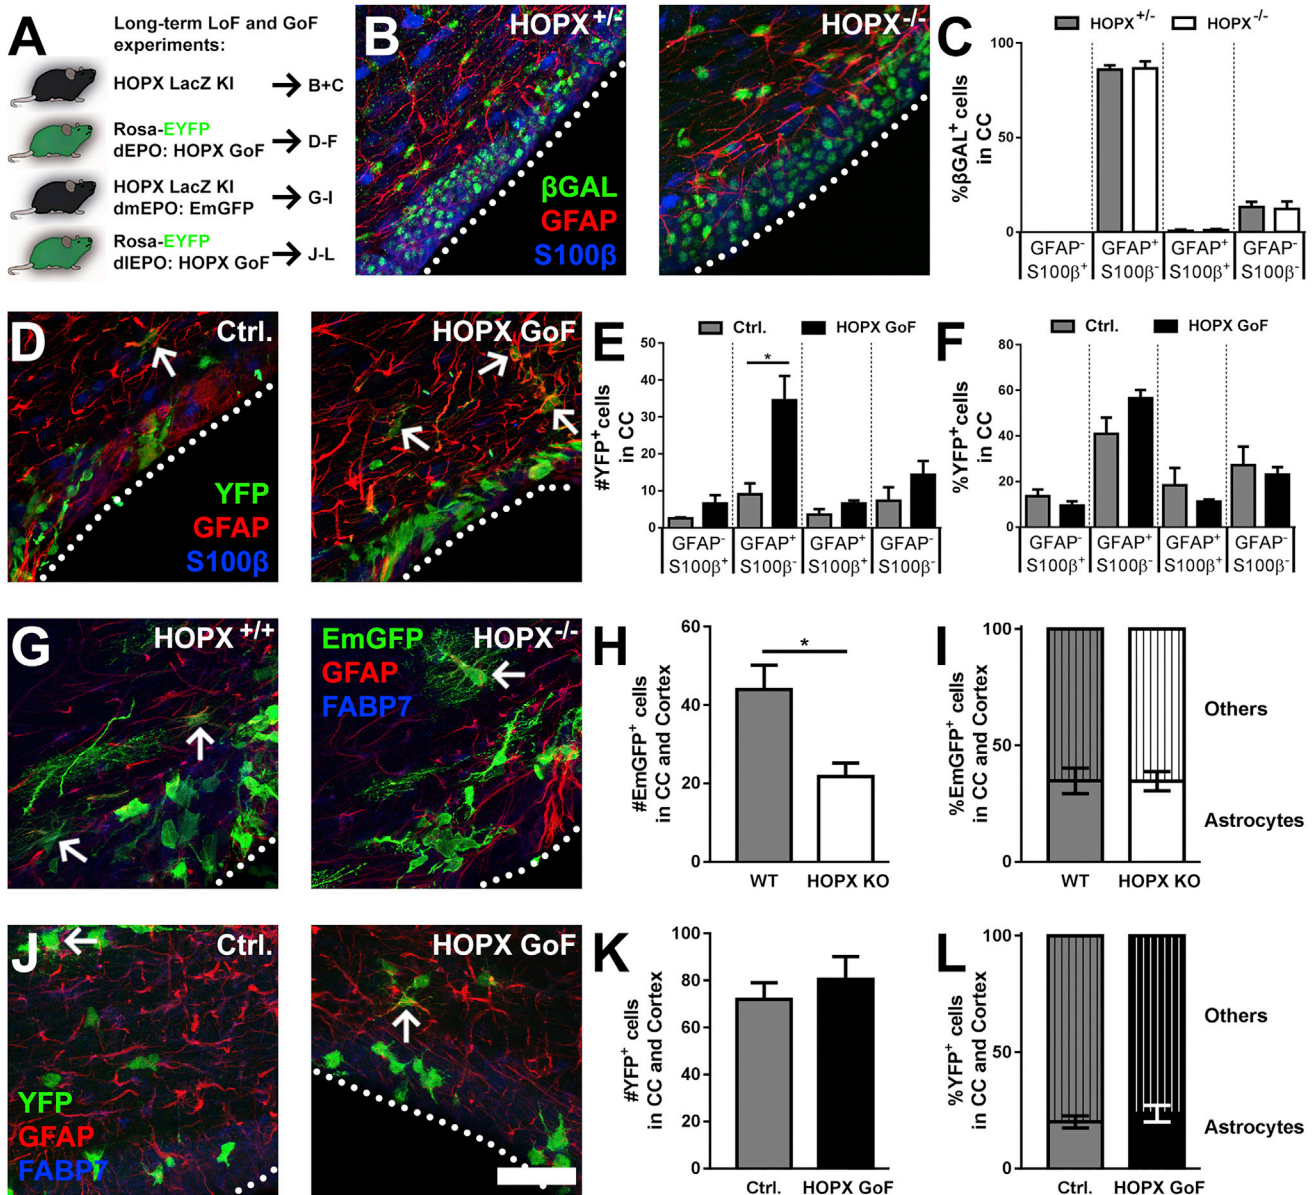 A
Long-term LoF and GoF
experiments:
HOPX LacZ KI
B+C
Rosa-EYFP
dEPO: HOPX GoF
D-F
HOPX LacZ KI
dmEPO: EmGFP
G-I
Rosa-EYFP
dlEPO: HOPX GoF
J-L
B
HOPX+/-
βGAL
GFAP
S100β
HOPX-/-
C
HOPX+/-
HOPX-/-
%βGAL+ cells
in CC
100
50
0
GFAP- GFAP+ GFAP+ GFAP-
S100β+ S100β- S100β+ S100β-
D
Ctrl.
YFP
GFAP
S100β
HOPX GoF
E
Ctrl.
HOPX GoF
#YFP+cells
in CC
50
40
30
20
10
0
*
GFAP- GFAP+ GFAP+ GFAP-
S100β+ S100β- S100β+ S100β-
F
Ctrl.
HOPX GoF
%YFP+cells
in CC
80
60
40
20
0
GFAP- GFAP+ GFAP+ GFAP-
S100β+ S100β- S100β+ S100β-
G
HOPX +/+
EmGFP
GFAP
FABP7
HOPX-/-
H
#EmGFP+ cells
in CC and Cortex
60
40
20
0
*
WT
HOPX KO
I
%EmGFP+ cells
in CC and Cortex
100
50
0
Others
Astrocytes
WT
HOPX KO
J
Ctrl.
YFP
GFAP
FABP7
HOPX GoF
K
#YFP+ cells
in CC and Cortex
100
80
60
40
20
0
Ctrl.
HOPX GoF
L
%YFP+ cells
in CC and Cortex
100
50
0
Others
Astrocytes
Ctrl.
HOPX GoF